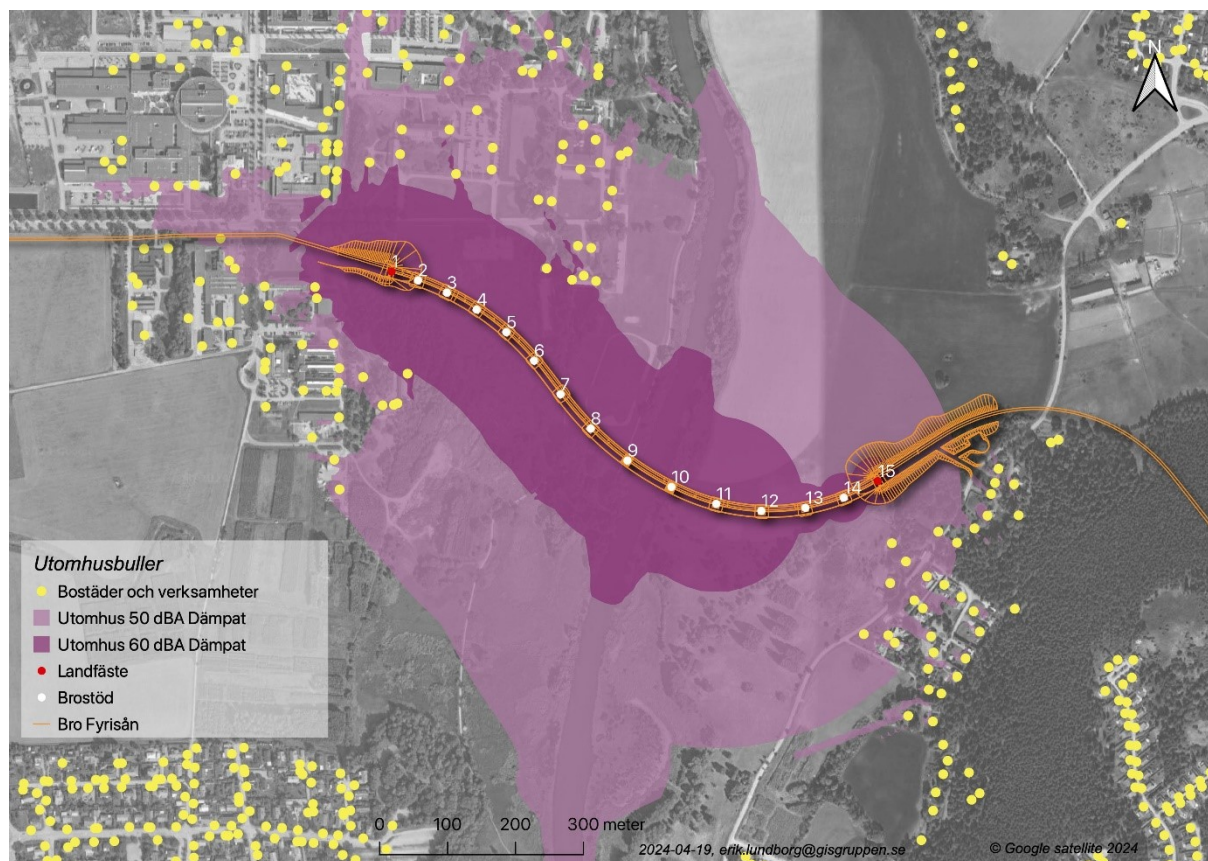 N
1
2
3
4
5
6
7
8
9
10
11
12
13
14
15
Utomhusbuller
Bostäder och verksamheter
Utomhus 50 dBA Dämpat
Utomhus 60 dBA Dämpat
Landfäste
Brostöd
Bro Fyrisån
0 100 200 300 meter
2024-04-19, erik.lundborg@gisgruppen.se © Google satellite 2024